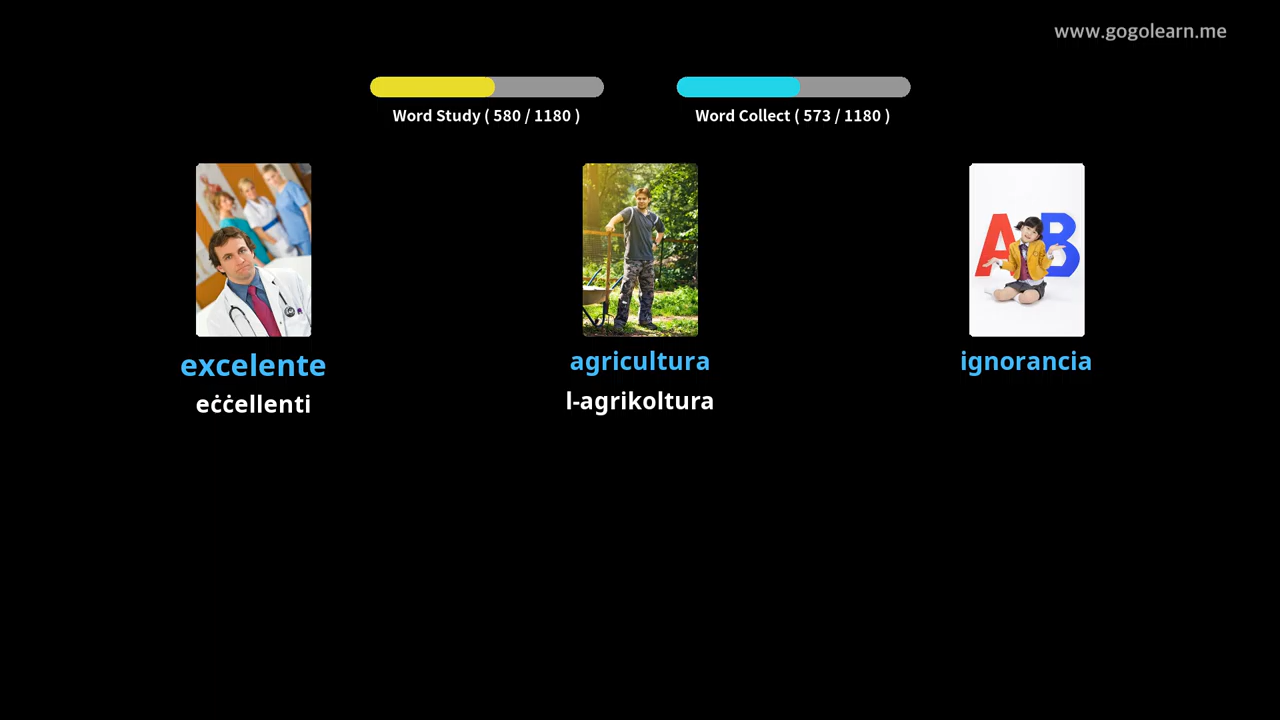 www.gogolearn.me
Word Study ( 580 / 1180 )
Word Collect ( 573 / 1180 )
excelente
eċċellenti
agricultura
l-agrikoltura
ignorancia
A B